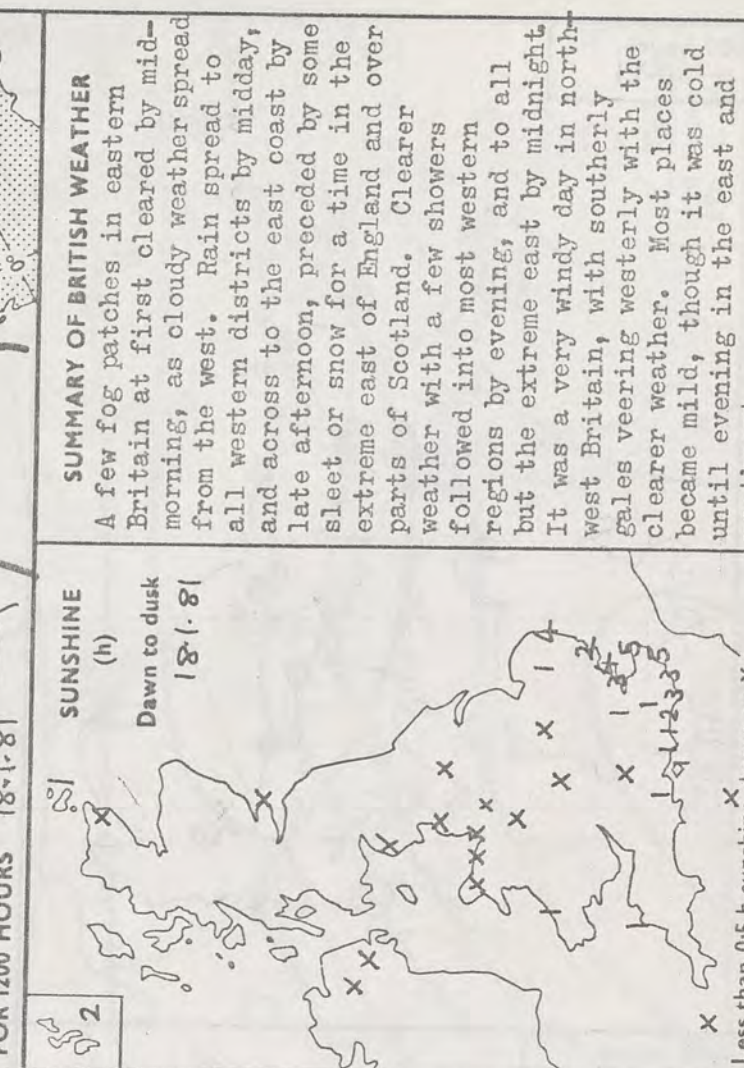 FOR 1200 HOURS 18.1.81
2
SUNSHINE
(h)
Dawn to dusk
18.1.81
Less than 0.5 h sunshine
SUMMARY OF BRITISH WEATHER
A few fog patches in eastern
Britain at first cleared by mid-
morning, as cloudy weather spread
from the west. Rain spread to
all western districts by midday,
and across to the east coast by
late afternoon, preceded by some
sleet or snow for a time in the
extreme east of England and over
parts of Scotland. Clearer
weather with a few showers
followed into most western
regions by evening, and to all
but the extreme east by midnight.
It was a very windy day in north-
west Britain, with southerly
gales veering westerly with the
clearer weather. Most places
became mild, though it was cold
until evening in the east and
0°